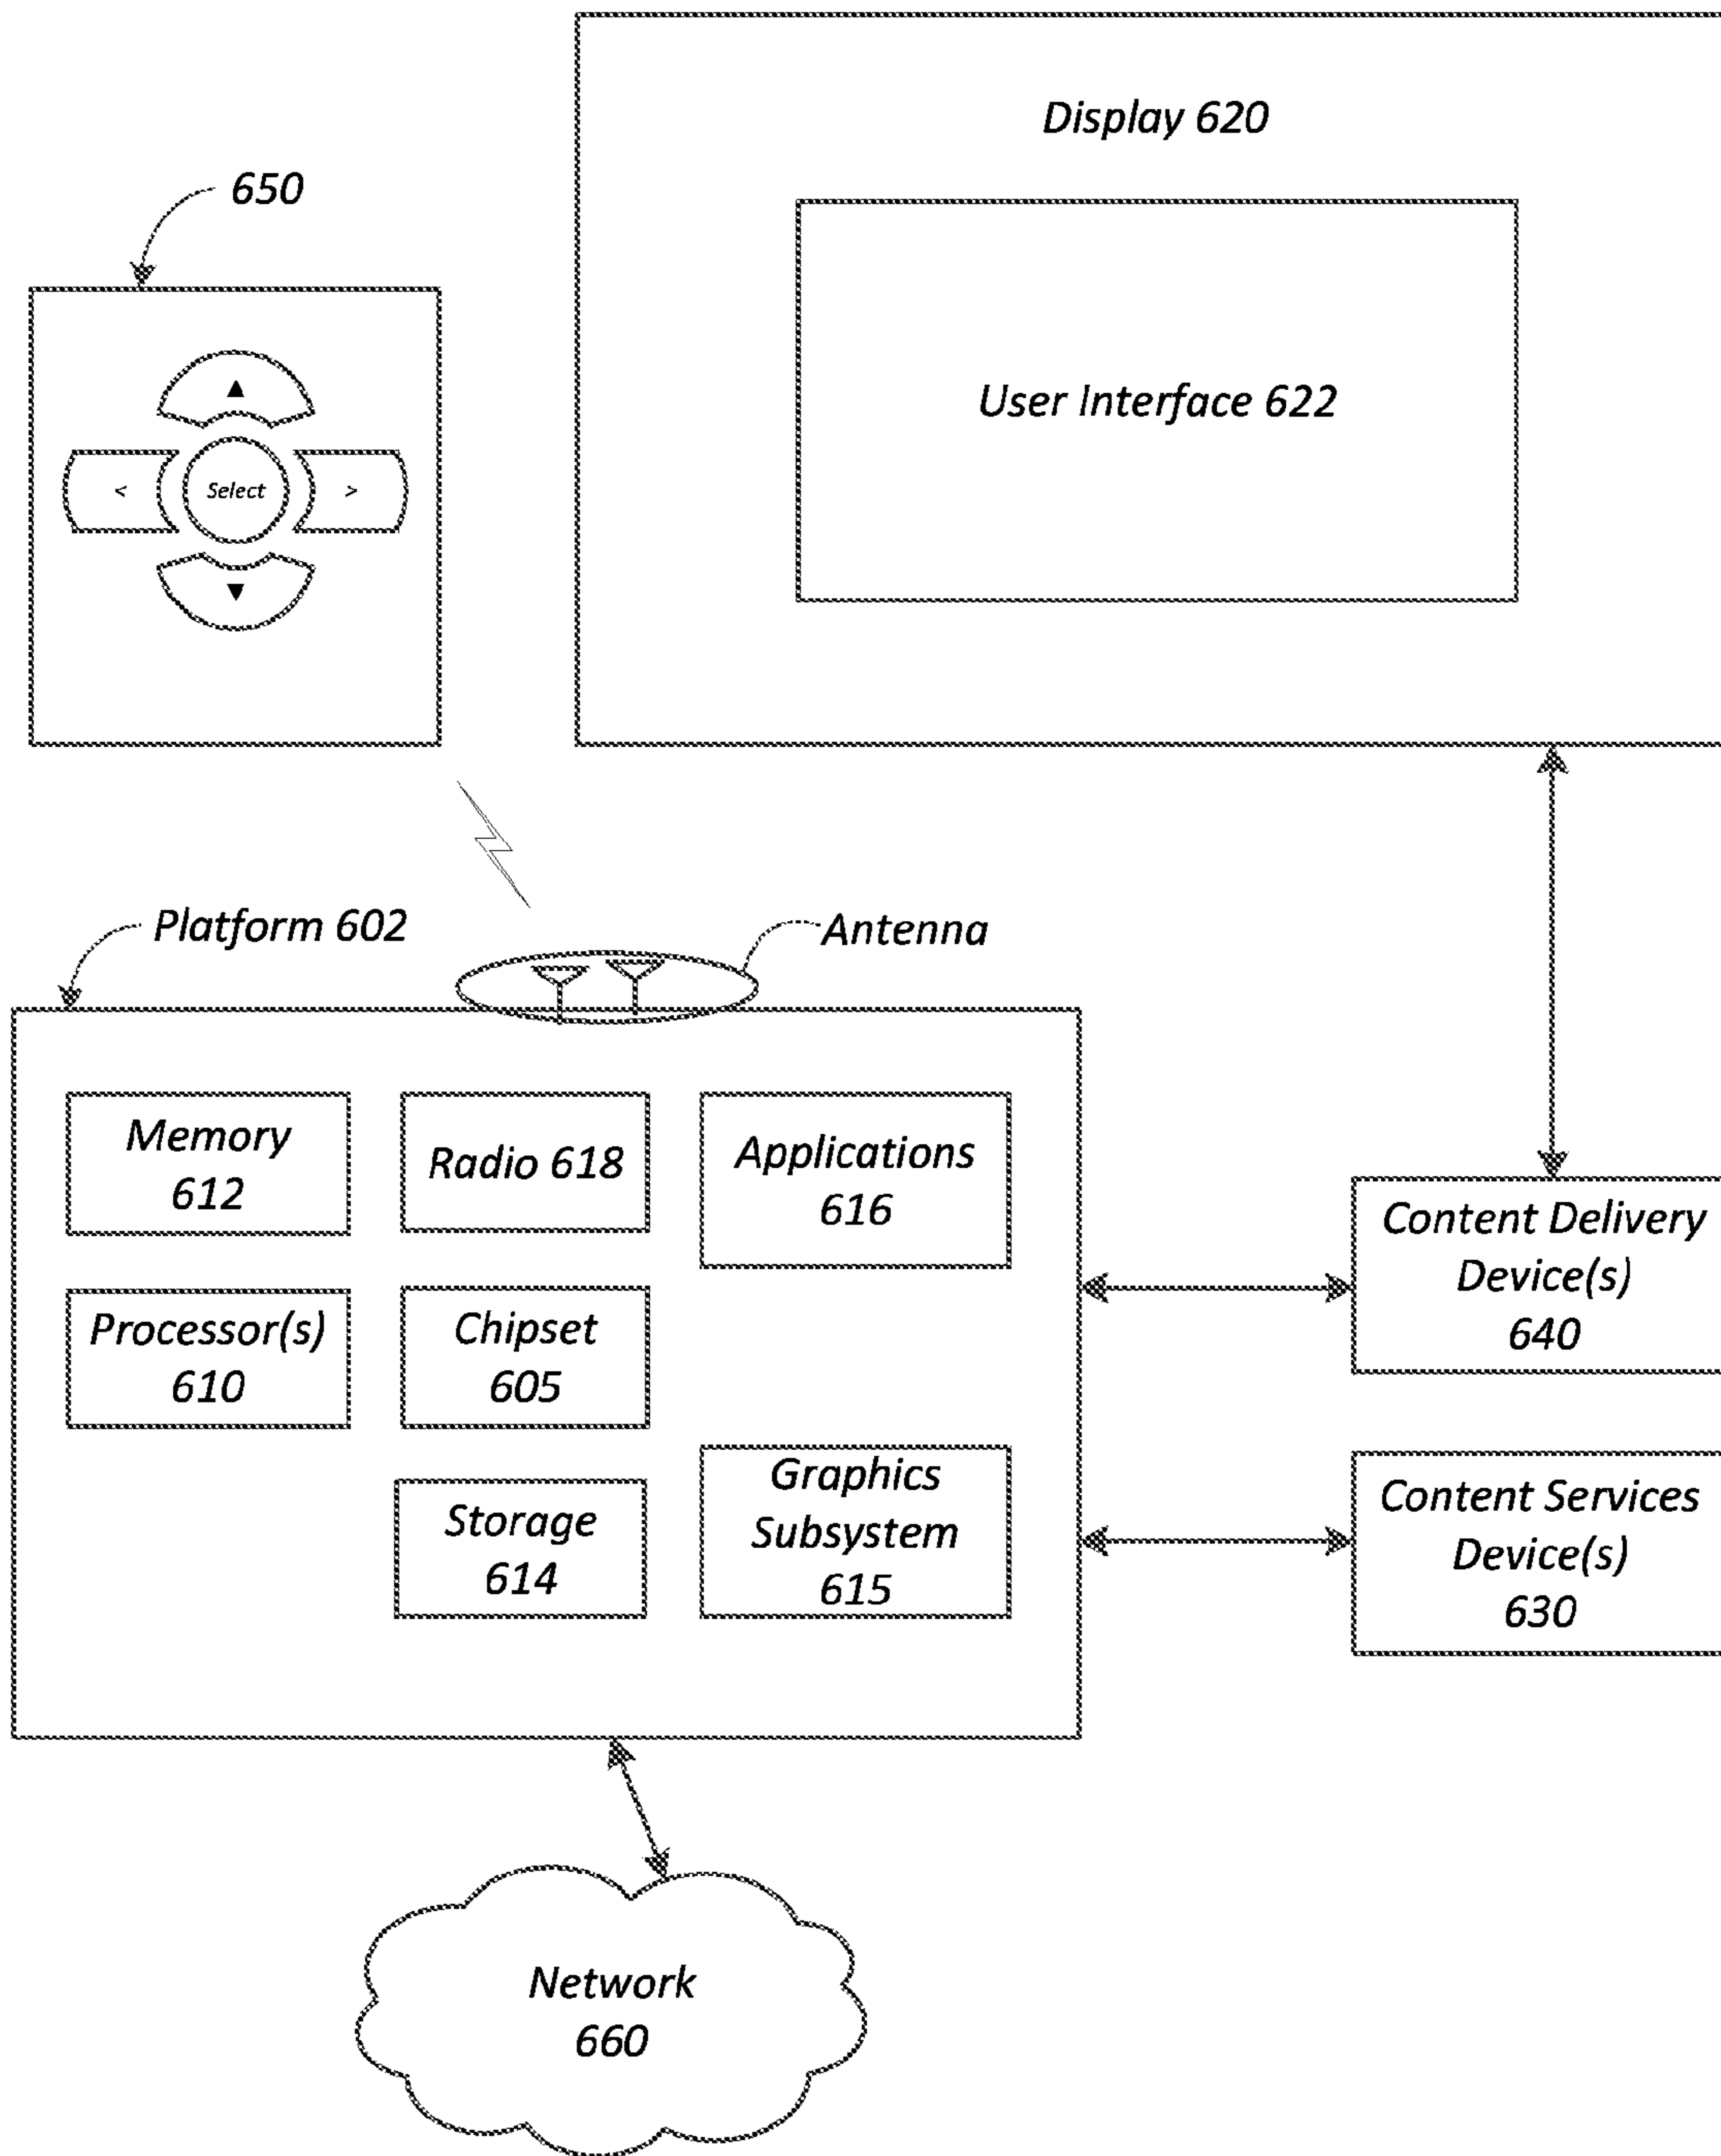 Display 620
650
User Interface 622
▲
<
Select
>
▼
Platform 602
Antenna
Memory
612
Radio 618
Applications
616
Processor(s)
610
Chipset
605
Storage
614
Graphics
Subsystem
615
Content Delivery
Device(s)
640
Content Services
Device(s)
630
Network
660